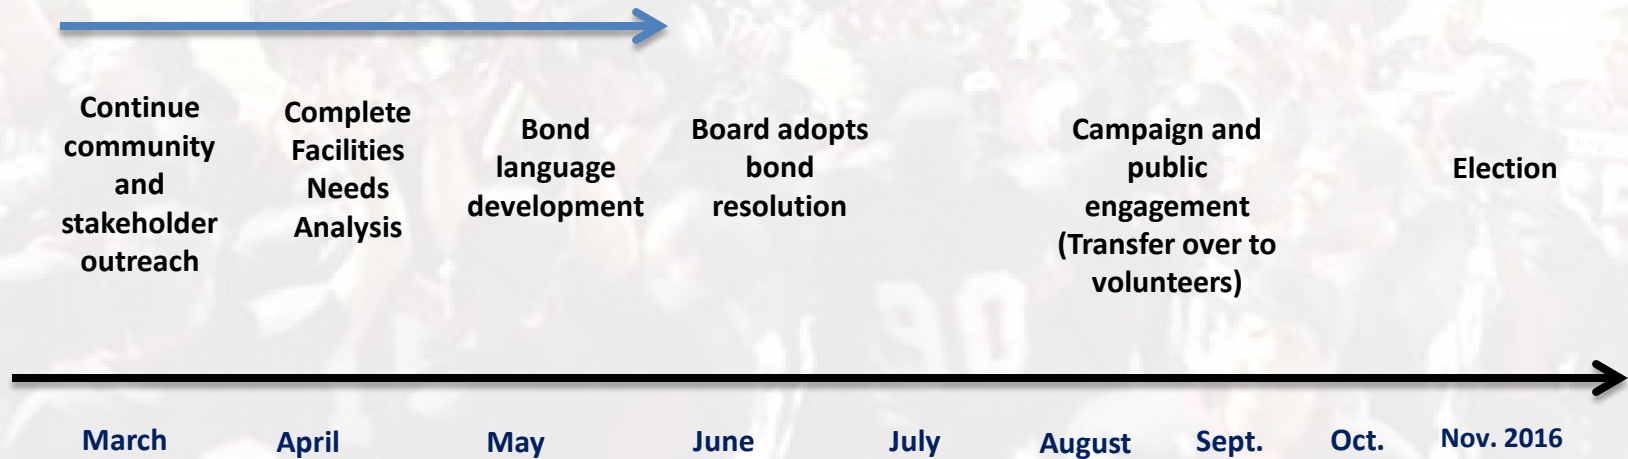 Continue
community
and
stakeholder
outreach
Complete
Facilities
Needs
Analysis
Bond
language
development
Board adopts
bond
resolution
Campaign and
public
engagement
(Transfer over to
volunteers)
Election
March
April
May
June
July
August
Sept.
Oct.
Nov. 2016
90